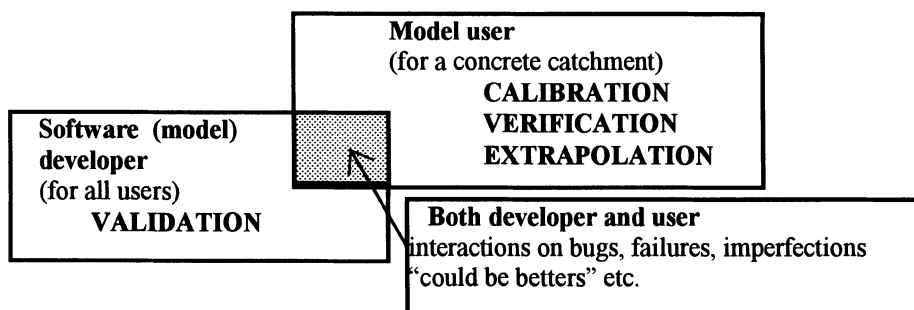 Model user
(for a concrete catchment)
CALIBRATION
VERIFICATION
EXTRAPOLATION
Software (model)
developer
(for all users)
VALIDATION
Both developer and user
interactions on bugs, failures, imperfections
“could be betters” etc.